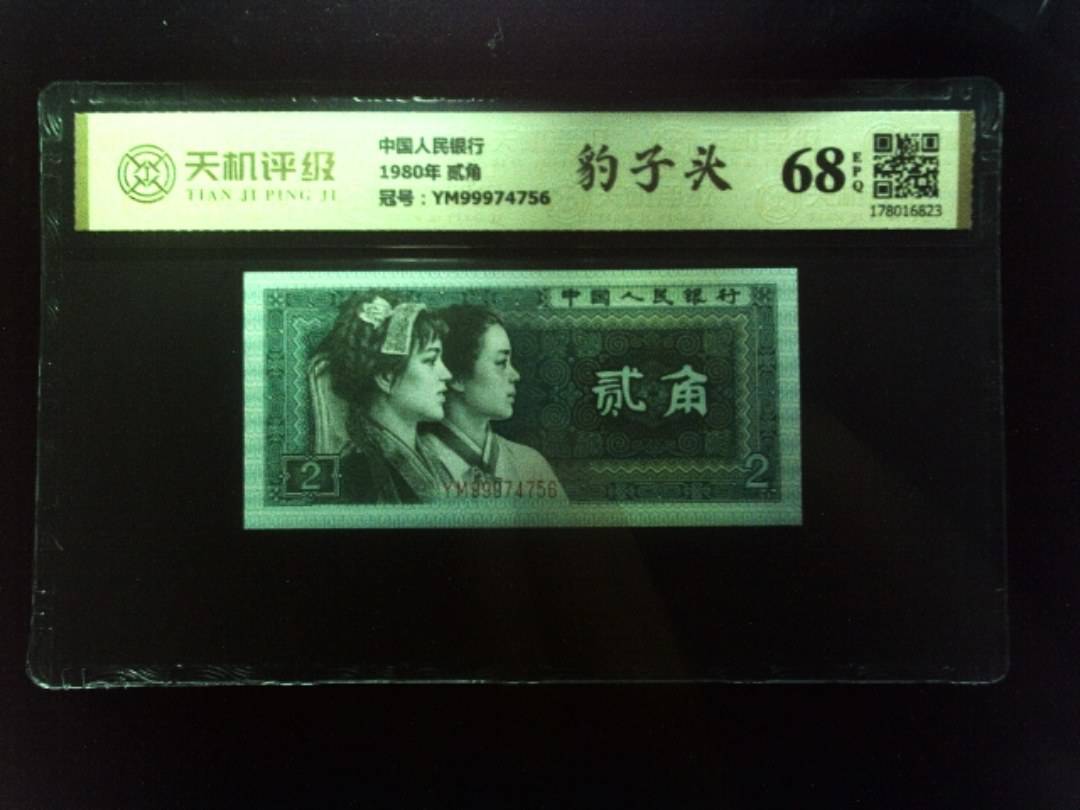 天机评级
TIAN JI PING JI
中国人民银行
1980年 贰角
冠号：YM99974756
豹子头
68
EPQ
178016823
中国人民银行
贰角
2
2
YM99974756